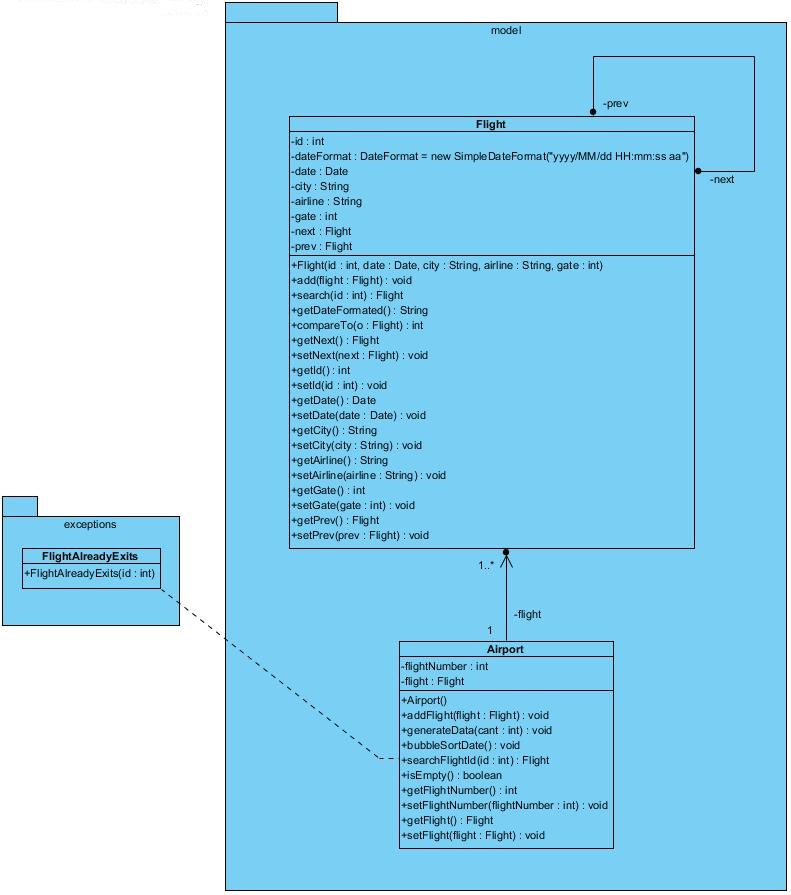 model
-prev
Flight
-id : int
-dateFormat : DateFormat = new SimpleDateFormat("yyyy/MM/dd HH:mm:ss aa")
-date : Date
-city : String
-airline : String
-gate : int
-next : Flight
-prev : Flight
-next
+Flight(id : int, date : Date, city : String, airline : String, gate : int)
+add(flight : Flight) : void
+search(id : int) : Flight
+getDateFormated() : String
+compareTo(o : Flight) : int
+getNext() : Flight
+setNext(next : Flight) : void
+getId() : int
+setId(id : int) : void
+getDate() : Date
+setDate(date : Date) : void
+getCity() : String
+setCity(city : String) : void
+getAirline() : String
+setAirline(airline : String) : void
+getGate() : int
+setGate(gate : int) : void
+getPrev() : Flight
+setPrev(prev : Flight) : void
exceptions
FlightAlreadyExits
+FlightAlreadyExits(id : int)
1..*
-flight
1
Airport
-flightNumber : int
-flight : Flight
+Airport()
+addFlight(flight : Flight) : void
+generateData(cant : int) : void
+bubbleSortDate() : void
+searchFlightId(id : int) : Flight
+isEmpty() : boolean
+getFlightNumber() : int
+setFlightNumber(flightNumber : int) : void
+getFlight() : Flight
+setFlight(flight : Flight) : void